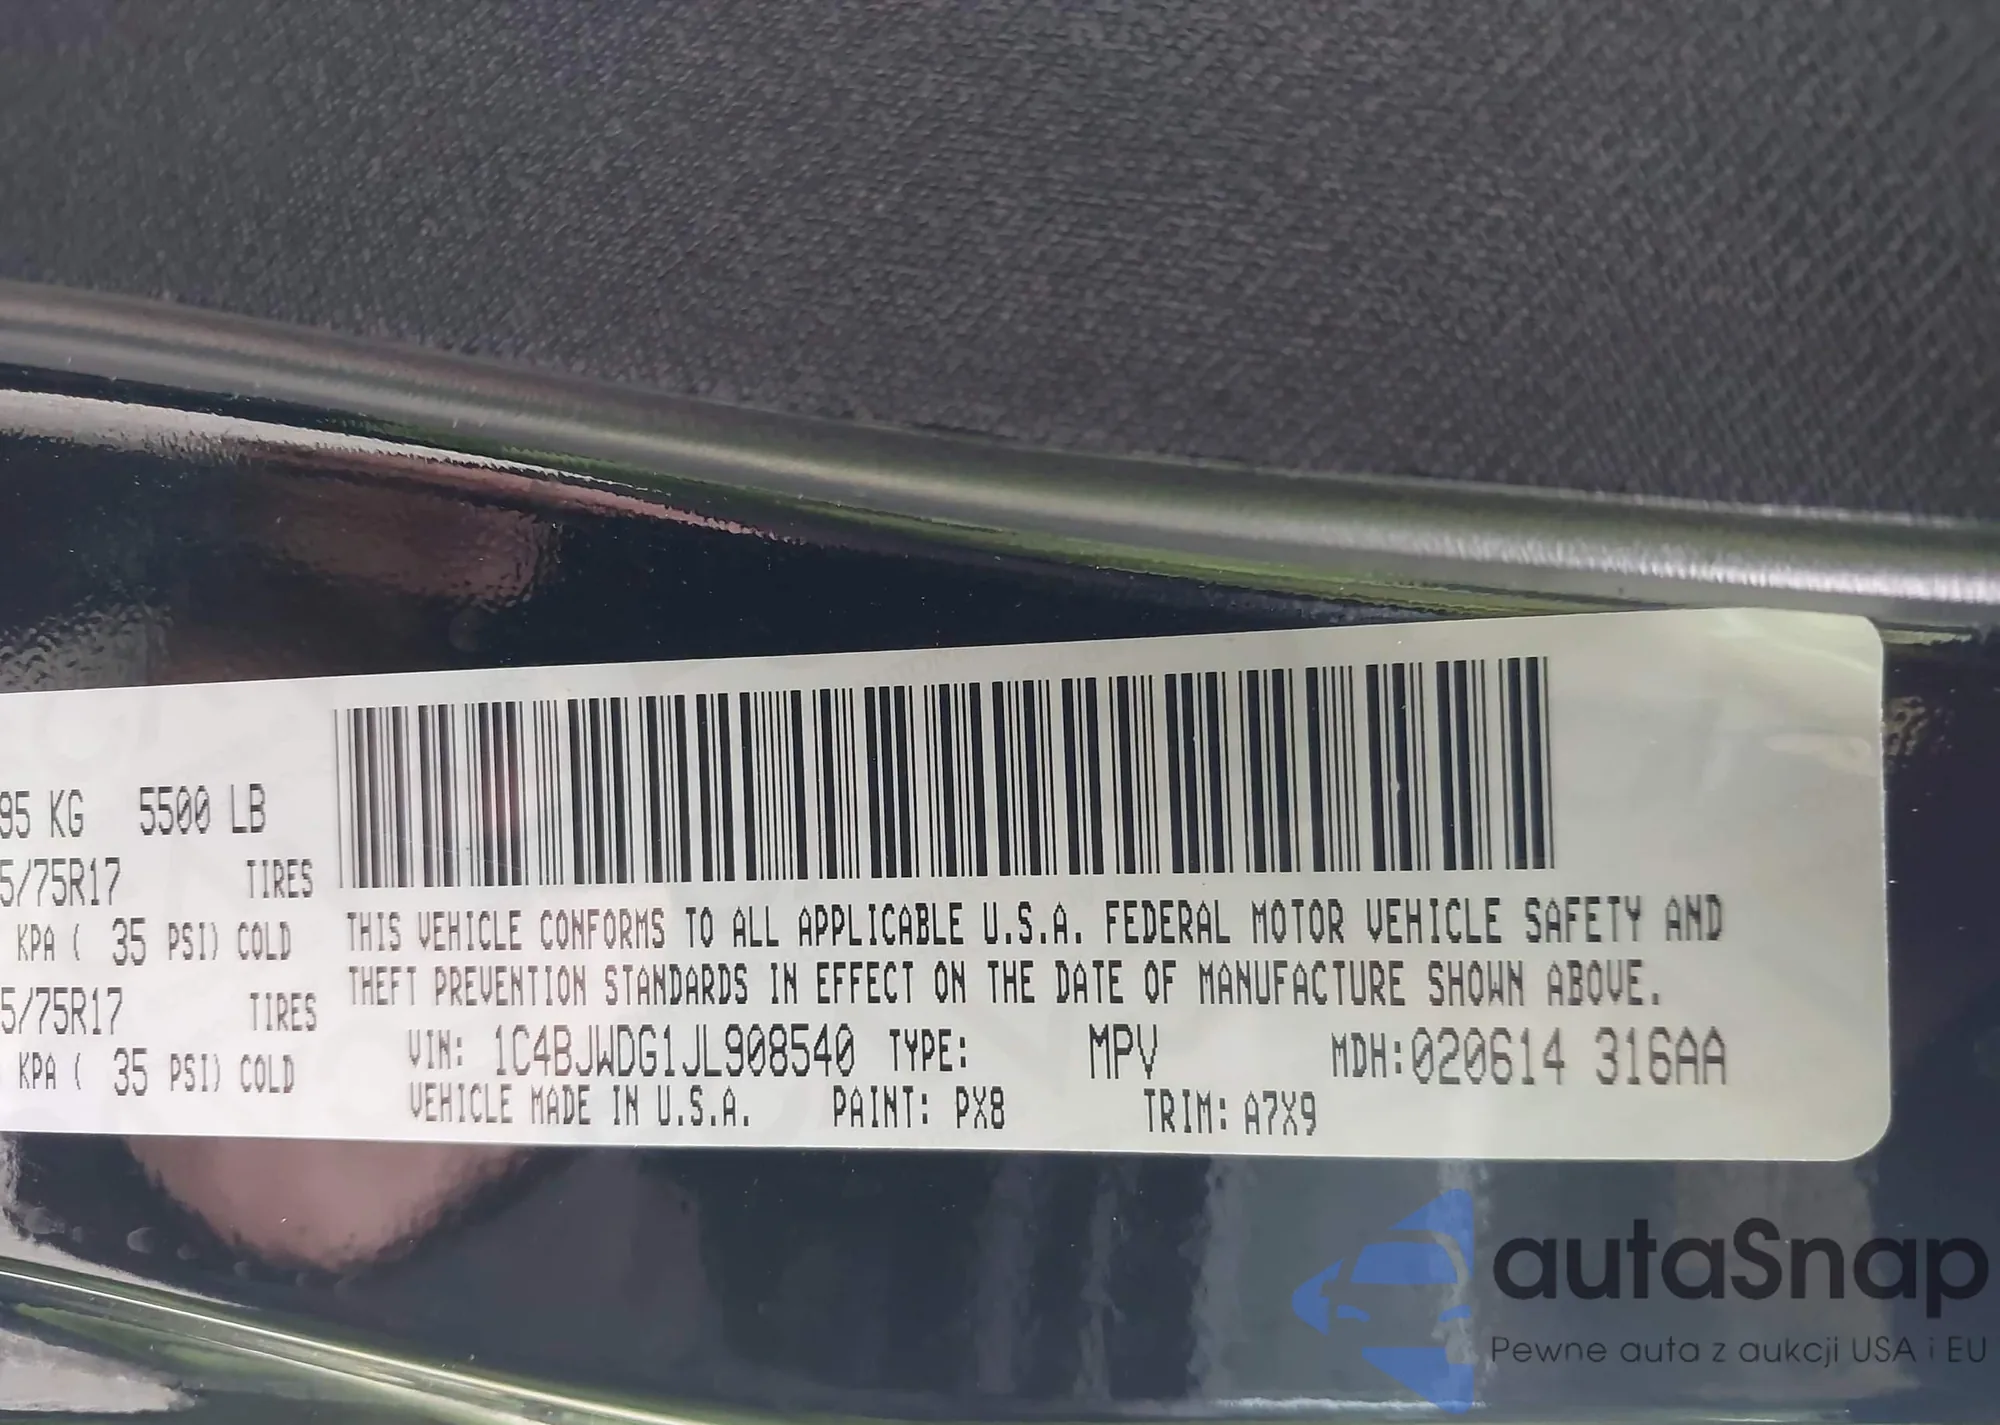 95 KG 5500 LB
5/75R17 TIRES
KPA ( 35 PSI) COLD
5/75R17 TIRES
KPA ( 35 PSI) COLD
THIS VEHICLE CONFORMS TO ALL APPLICABLE U.S.A. FEDERAL MOTOR VEHICLE SAFETY AND
THEFT PREVENTION STANDARDS IN EFFECT ON THE DATE OF MANUFACTURE SHOWN ABOVE.
VIN: 1C4BJWDG1JL908540 TYPE: MPV MDH:020614 316AA
VEHICLE MADE IN U.S.A. PAINT: PX8 TRIM: A7X9
autaSnap
Pewne auta z aukcji USA i EU